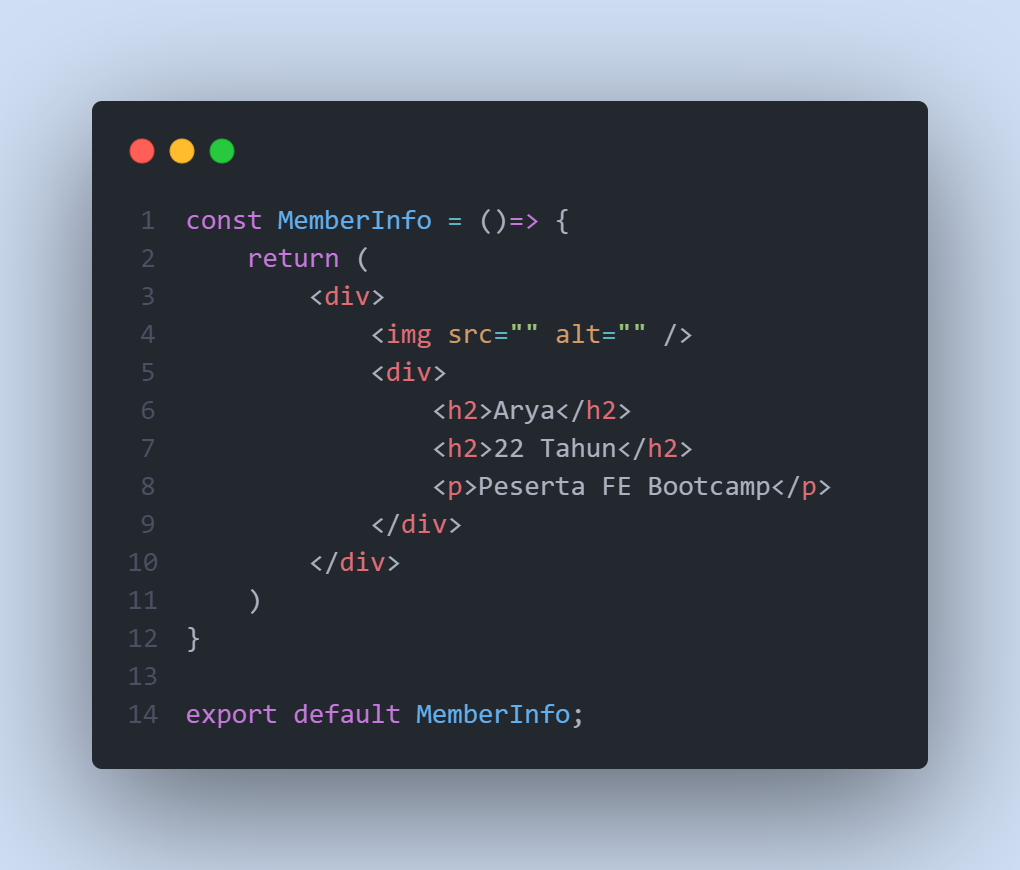 1 const MemberInfo = ()=> {
2     return (
3         <div>
4             <img src="" alt="" />
5             <div>
6                 <h2>Arya</h2>
7                 <h2>22 Tahun</h2>
8                 <p>Peserta FE Bootcamp</p>
9             </div>
10         </div>
11     )
12 }
13
14 export default MemberInfo;